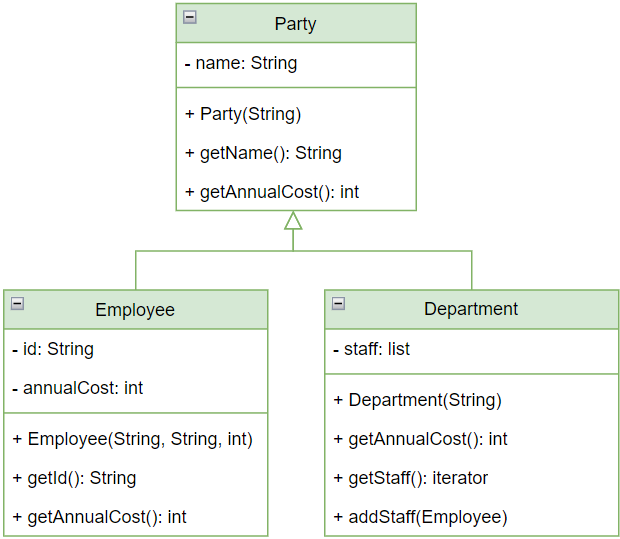 Party
- name: String
+ Party(String)
+ getName(): String
+ getAnnualCost(): int
Employee
- id: String
- annualCost: int
+ Employee(String, String, int)
+ getId(): String
+ getAnnualCost(): int
Department
- staff: list
+ Department(String)
+ getAnnualCost(): int
+ getStaff(): iterator
+ addStaff(Employee)